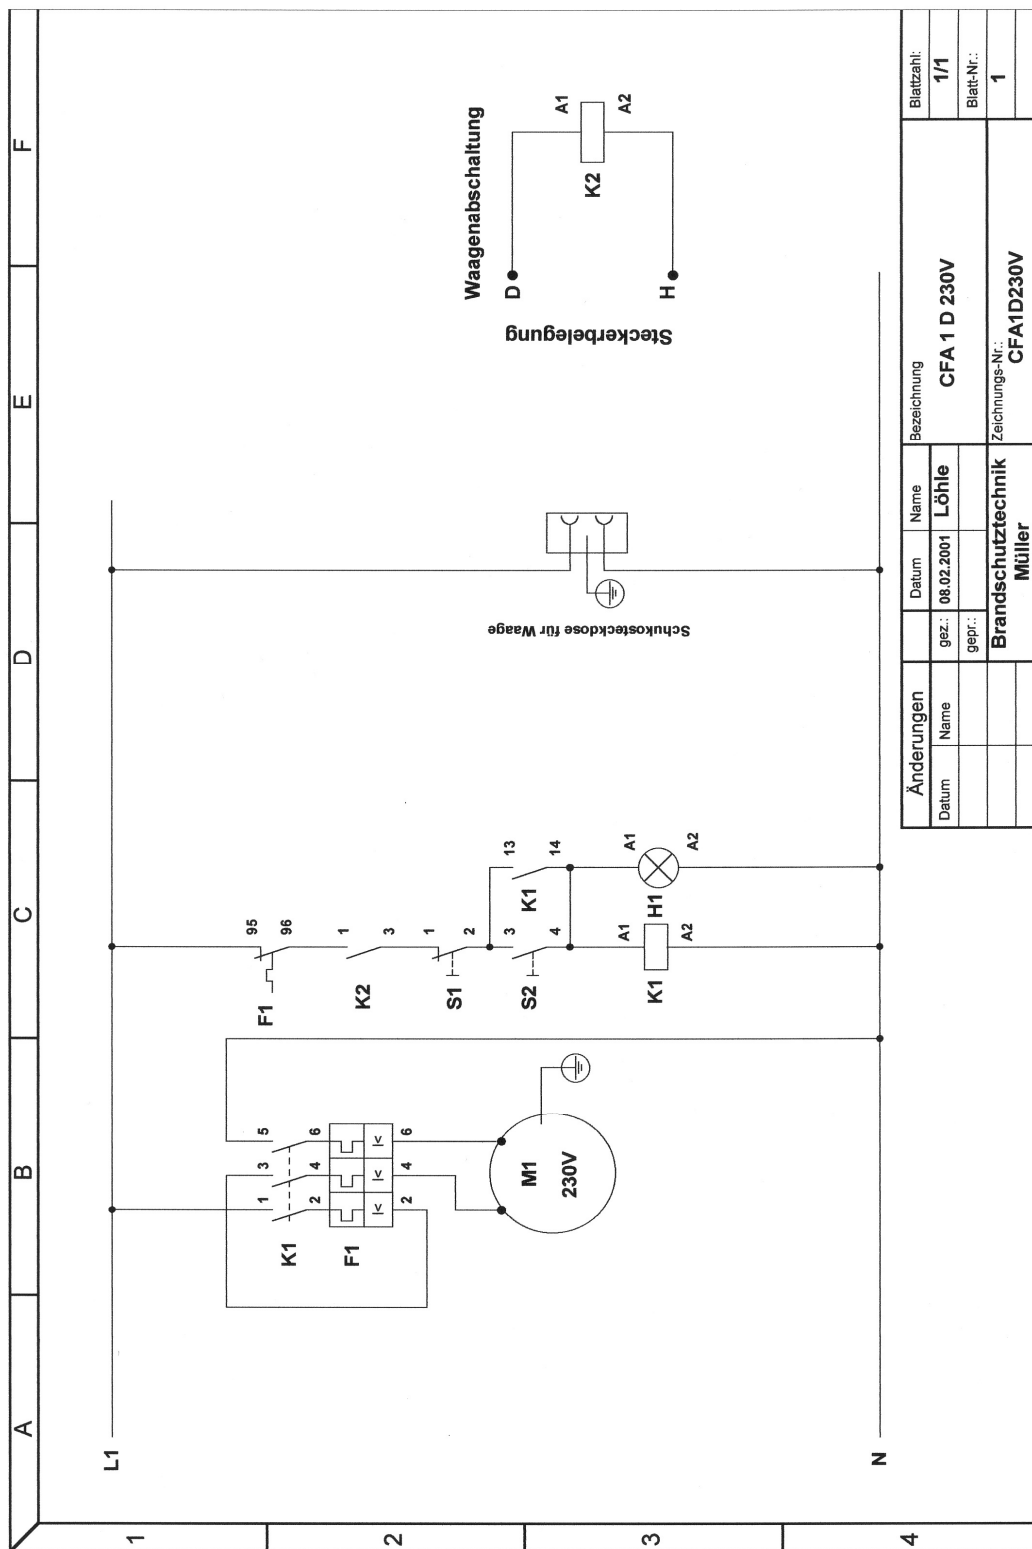 A B C D E F
1
2
3
4
L1
N
K1
1 3 5
2 4 6
F1
2 4 6
M1
230V
F1
95
96
K2
1
3
S1
1
2
S2
3
4
K1
13
14
K1
A1
A2
H1
A1
A2
Schukosteckdose für Waage
Waagenabschaltung
D
H
Steckerbelegung
K2
A1
A2
Änderungen
Datum Name
Datum Name
gez.: 08.02.2001 Löhle
gepr.:
Brandschutztechnik
Müller
Bezeichnung
CFA 1 D 230V
Zeichnungs-Nr.:
CFA1D230V
Blattzahl:
1/1
Blatt-Nr.:
1